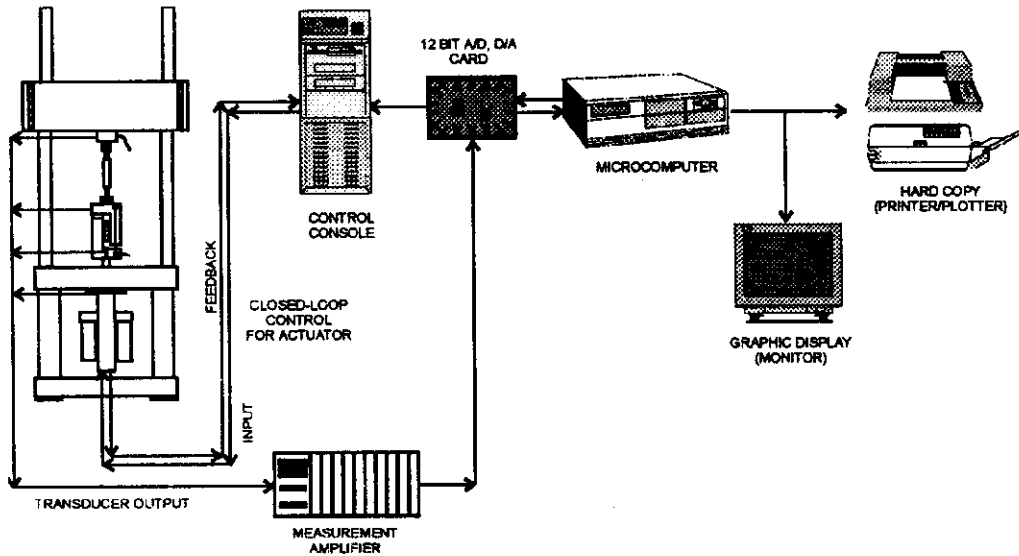 12 BIT A/D, D/A
CARD
MICROCOMPUTER
HARD COPY
(PRINTER/PLOTTER)
CONTROL
CONSOLE
FEEDBACK
CLOSED-LOOP
CONTROL
FOR ACTUATOR
GRAPHIC DISPLAY
(MONITOR)
INPUT
TRANSDUCER OUTPUT
MEASUREMENT
AMPLIFIER